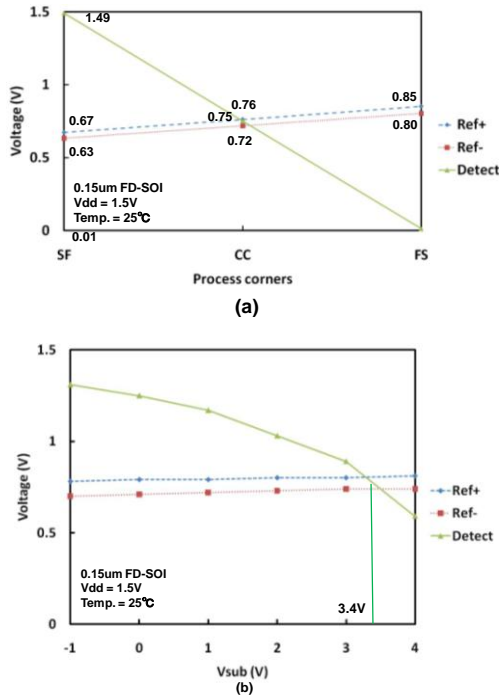 1.5
1.49
1
0.76
0.85
0.67
0.75
0.63
0.72
0.80
0.5
0
Voltage (V)
Ref+
Ref-
Detect
0.15um FD-SOI
Vdd = 1.5V
Temp. = 25℃
0.01
SF
CC
FS
Process corners
(a)
1.5
1
0.5
0
Voltage (V)
Ref+
Ref-
Detect
0.15um FD-SOI
Vdd = 1.5V
Temp. = 25℃
3.4V
-1 0 1 2 3 4
Vsub (V)
(b)